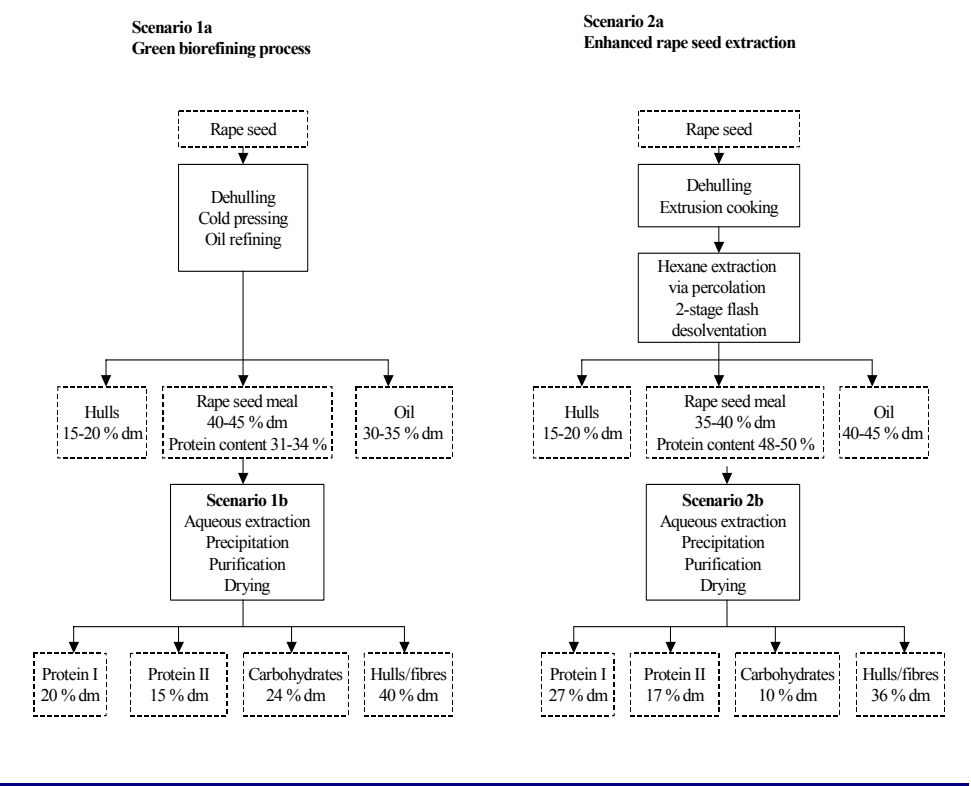 Scenario 1a
Green biorefining process
Rape seed
Dehulling
Cold pressing
Oil refining
Hulls
15-20 % dm
Rape seed meal
40-45 % dm
Protein content 31-34 %
Oil
30-35 % dm
Scenario 1b
Aqueous extraction
Precipitation
Purification
Drying
Protein I
20 % dm
Protein II
15 % dm
Carbohydrates
24 % dm
Hulls/fibres
40 % dm
Scenario 2a
Enhanced rape seed extraction
Rape seed
Dehulling
Extrusion cooking
Hexane extraction
via percolation
2-stage flash
desolventation
Hulls
15-20 % dm
Rape seed meal
35-40 % dm
Protein content 48-50 %
Oil
40-45 % dm
Scenario 2b
Aqueous extraction
Precipitation
Purification
Drying
Protein I
27 % dm
Protein II
17 % dm
Carbohydrates
10 % dm
Hulls/fibres
36 % dm